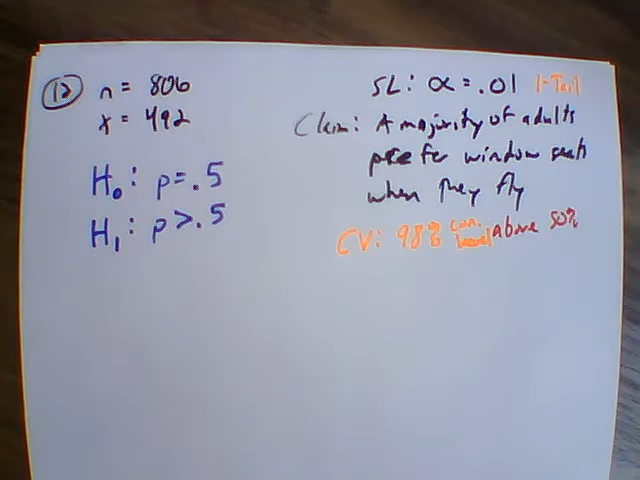 12 n = 806
x = 492
H₀: p = .5
H₁: p > .5
SL: α = .01 1-Tail
Claim: A majority of adults
prefer window seats
when they fly
CV: 98% con. level above 50%